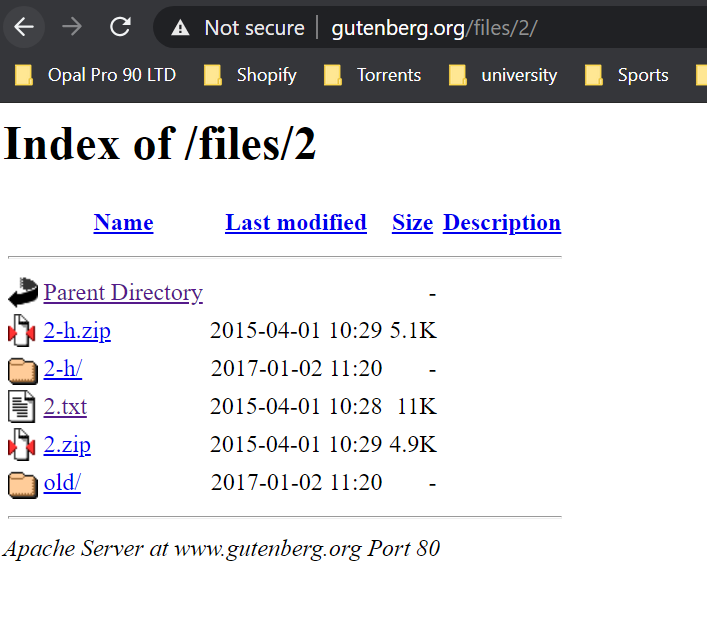 Not secure | gutenberg.org/files/2/
Opal Pro 90 LTD Shopify Torrents university Sports
Index of /files/2
Name Last modified Size Description
Parent Directory -
2-h.zip 2015-04-01 10:29 5.1K
2-h/ 2017-01-02 11:20 -
2.txt 2015-04-01 10:28 11K
2.zip 2015-04-01 10:29 4.9K
old/ 2017-01-02 11:20 -
Apache Server at www.gutenberg.org Port 80